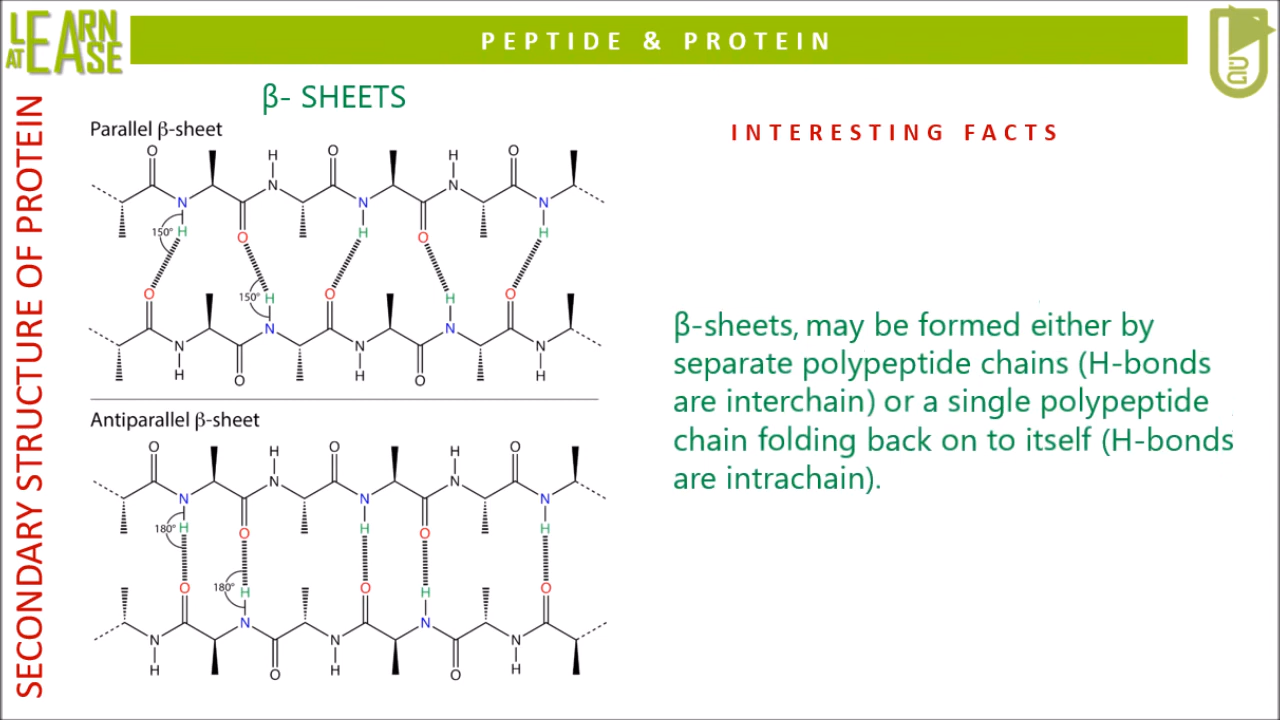 LEARN
AT EASE
PEPTIDE & PROTEIN
SECONDARY STRUCTURE OF PROTEIN
β- SHEETS
Parallel β-sheet
O H O H O
N N N N N N
H H H
150°
O O
150°
H H
O O O
N N N N N
H H H
O O
Antiparallel β-sheet
O H O H O
N N N N N
H H H
180°
O O
180°
H H
O O O
N N N N N
H H H
O O
INTERESTING FACTS
β-sheets, may be formed either by
separate polypeptide chains (H-bonds
are interchain) or a single polypeptide
chain folding back on to itself (H-bonds
are intrachain).